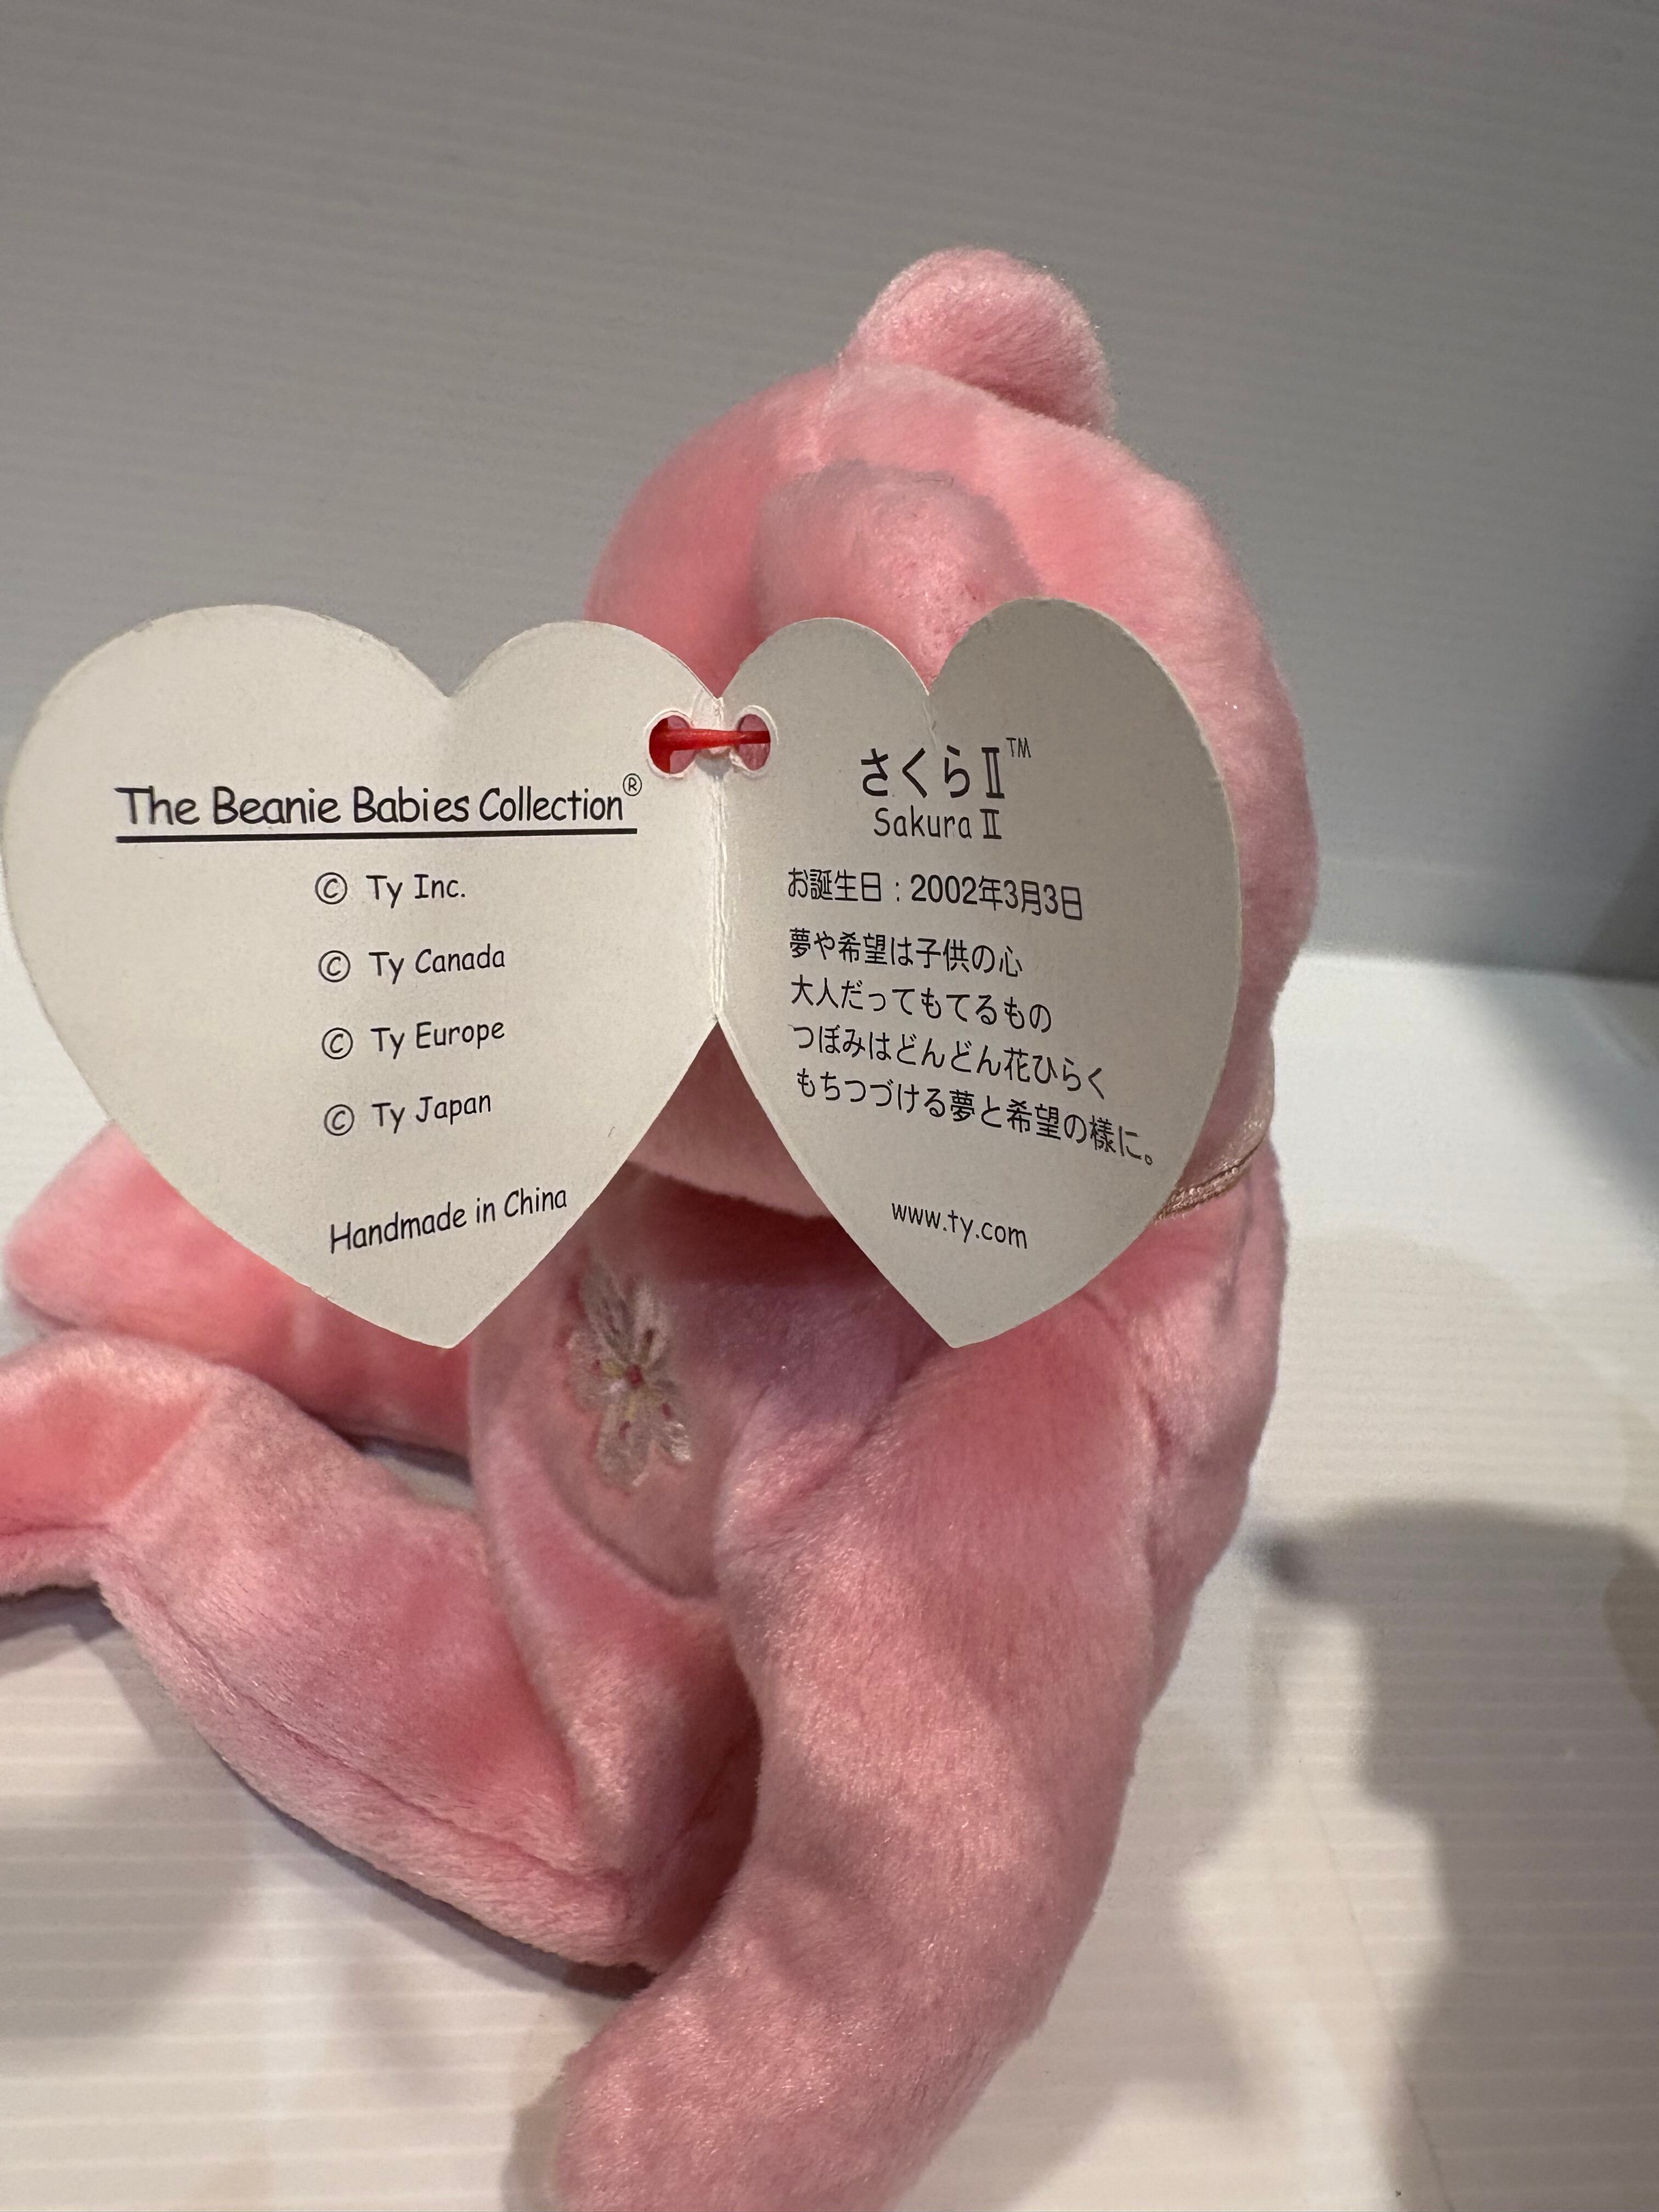 The Beanie Babies Collection®
© Ty Inc.
© Ty Canada
© Ty Europe
© Ty Japan
Handmade in China
さくらⅡ™
Sakura Ⅱ
お誕生日：2002年3月3日
夢や希望は子供の心
大人だってもてるもの
つぼみはどんどん花ひらく
もちつづける夢と希望の様に。
www.ty.com